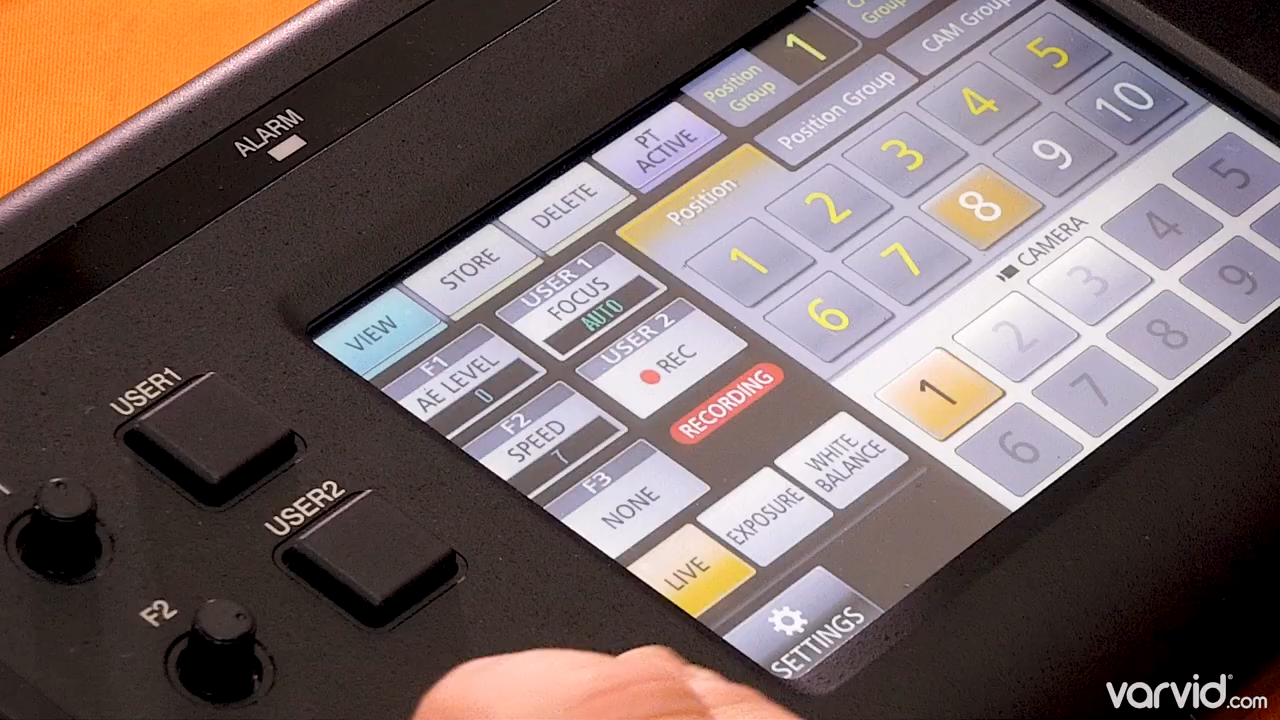 ALARM
USER1
USER2
F2
VIEW
STORE
DELETE
PT
ACTIVE
Position
Group
1
Group
Position Group
CAM Group
Position
1
2
3
4
5
6
7
8
9
10
F1
AE LEVEL
0
F2
SPEED
7
F3
NONE
USER 1
FOCUS
AUTO
USER 2
REC
RECORDING
LIVE
EXPOSURE
WHITE
BALANCE
SETTINGS
CAMERA
1
2
3
4
5
6
7
8
9
varvid.com